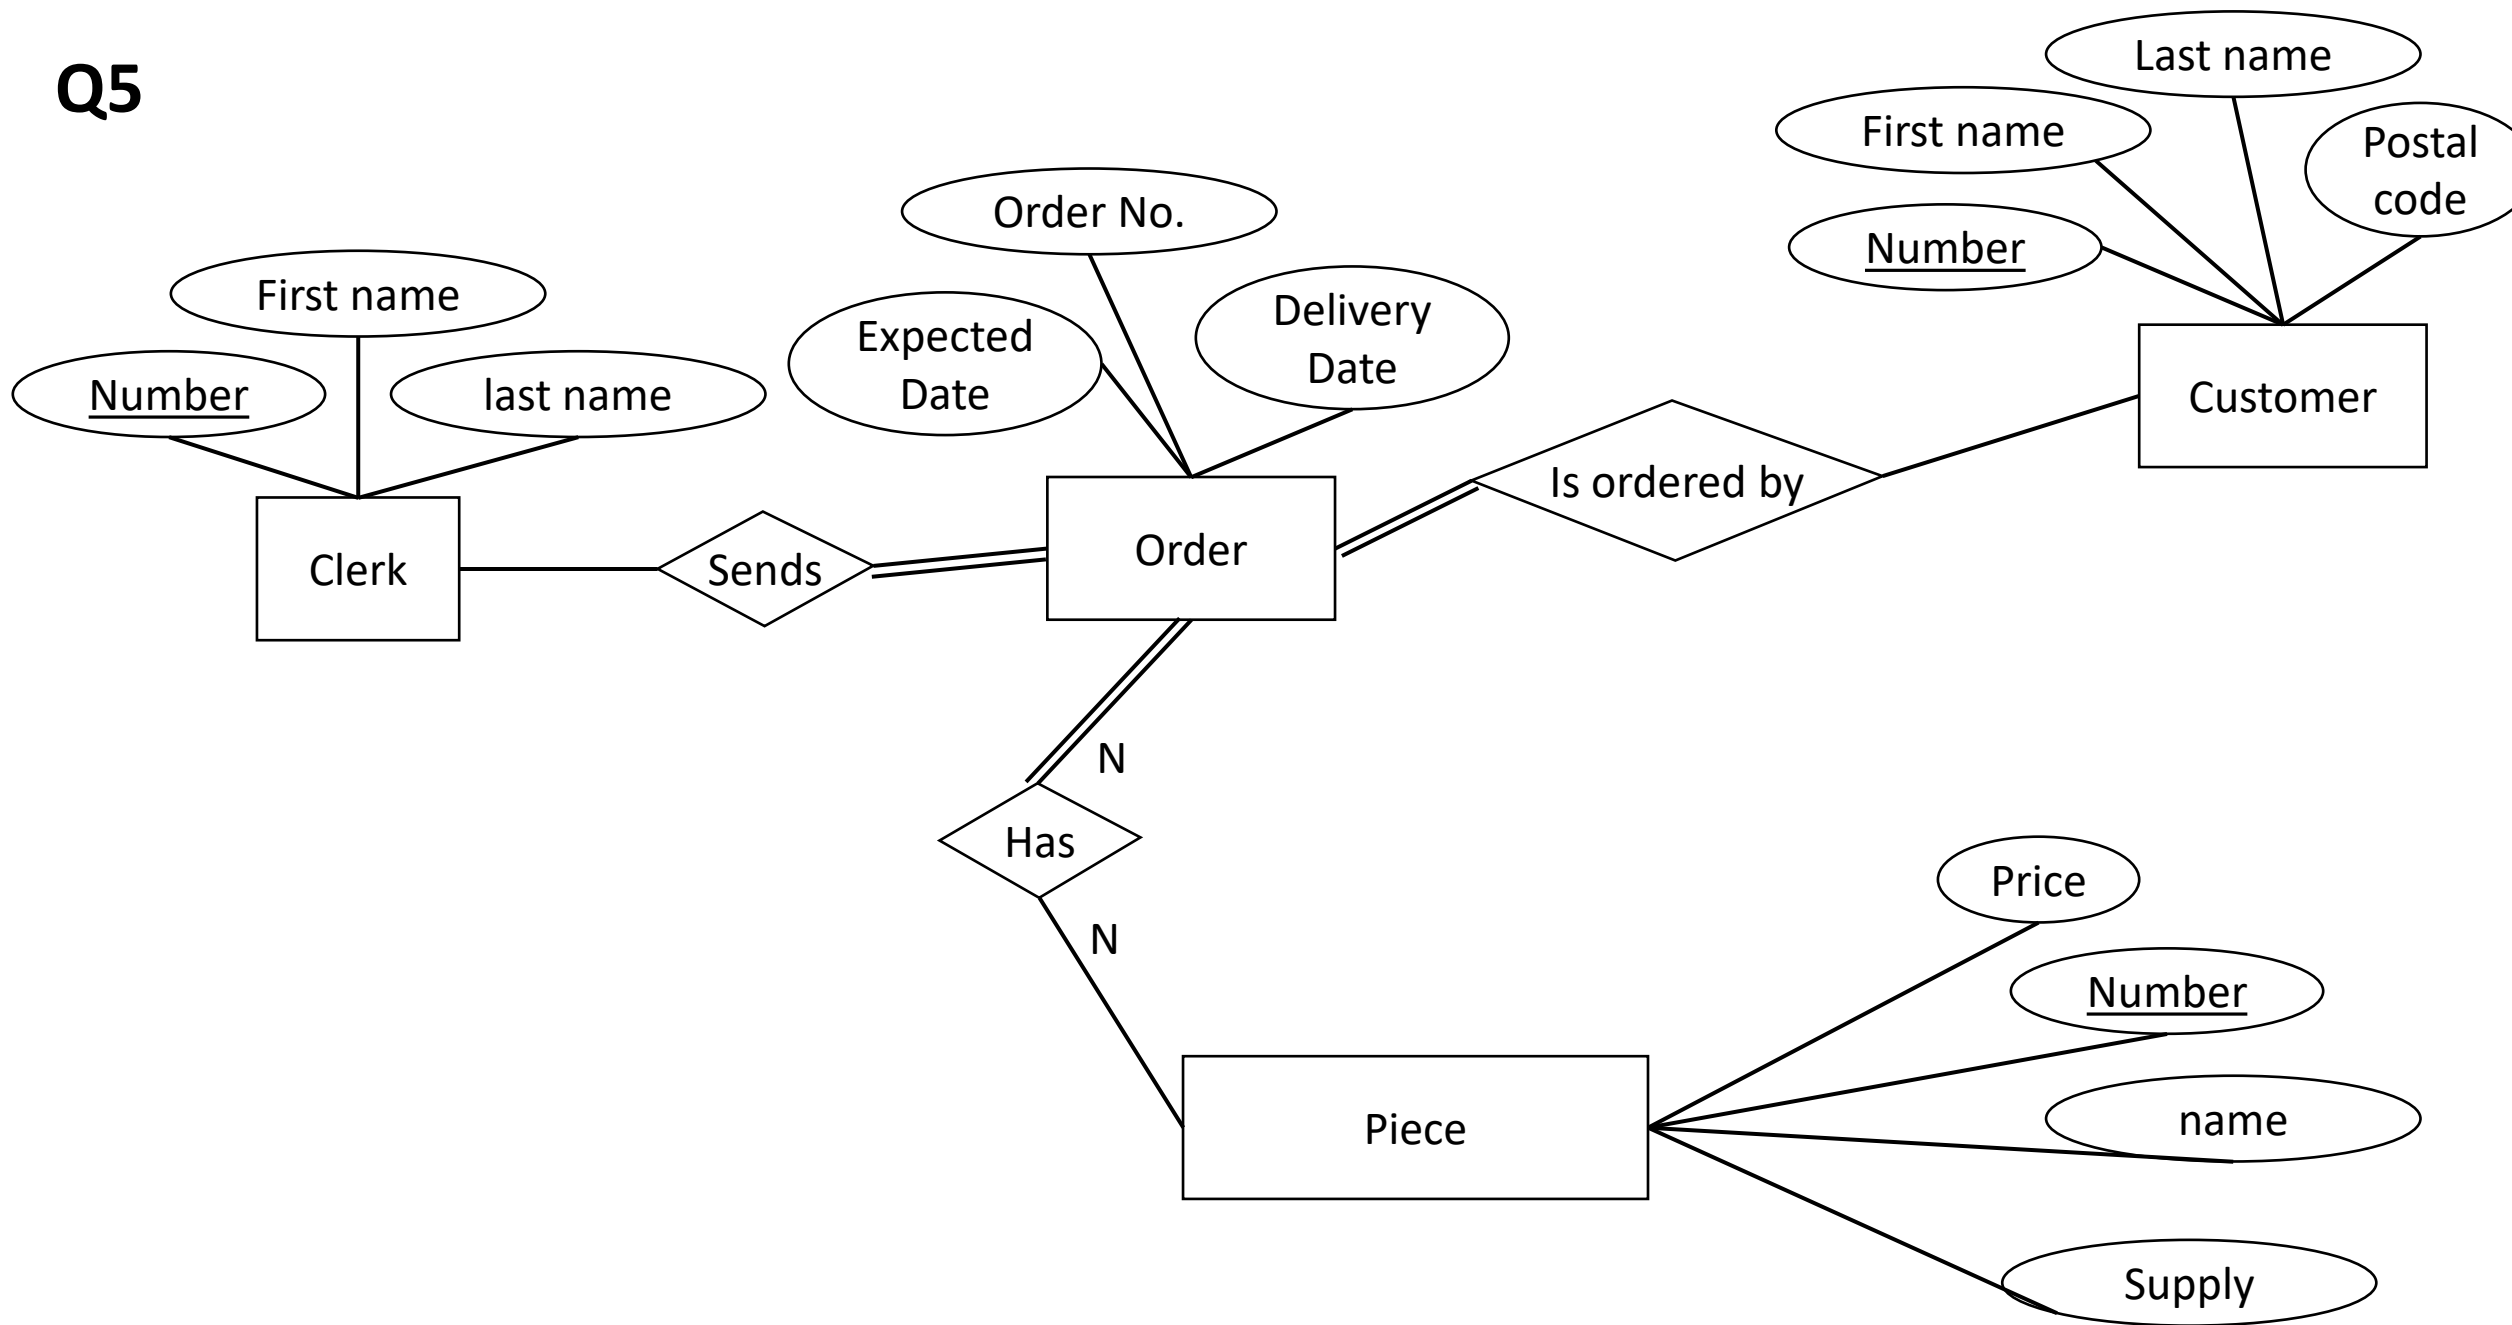 Q5
Last name
First name
Postal
code
Number
Order No.
First name
Expected
Date
Delivery
Date
Number
last name
Customer
Is ordered by
Clerk
Sends
Order
N
Has
N
Price
Number
name
Piece
Supply